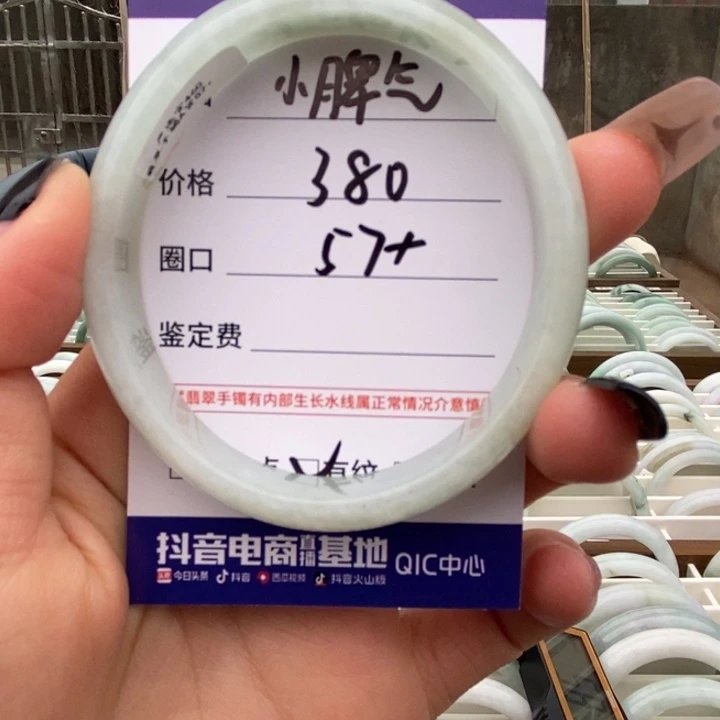 小脾气
价格 380
圈口 57+
鉴定费
翡翠手镯有内部生长水线属正常情况介意慎
有纹
抖音电商直播基地 QIC中心
今日头条 抖音 西瓜视频 抖音火山版